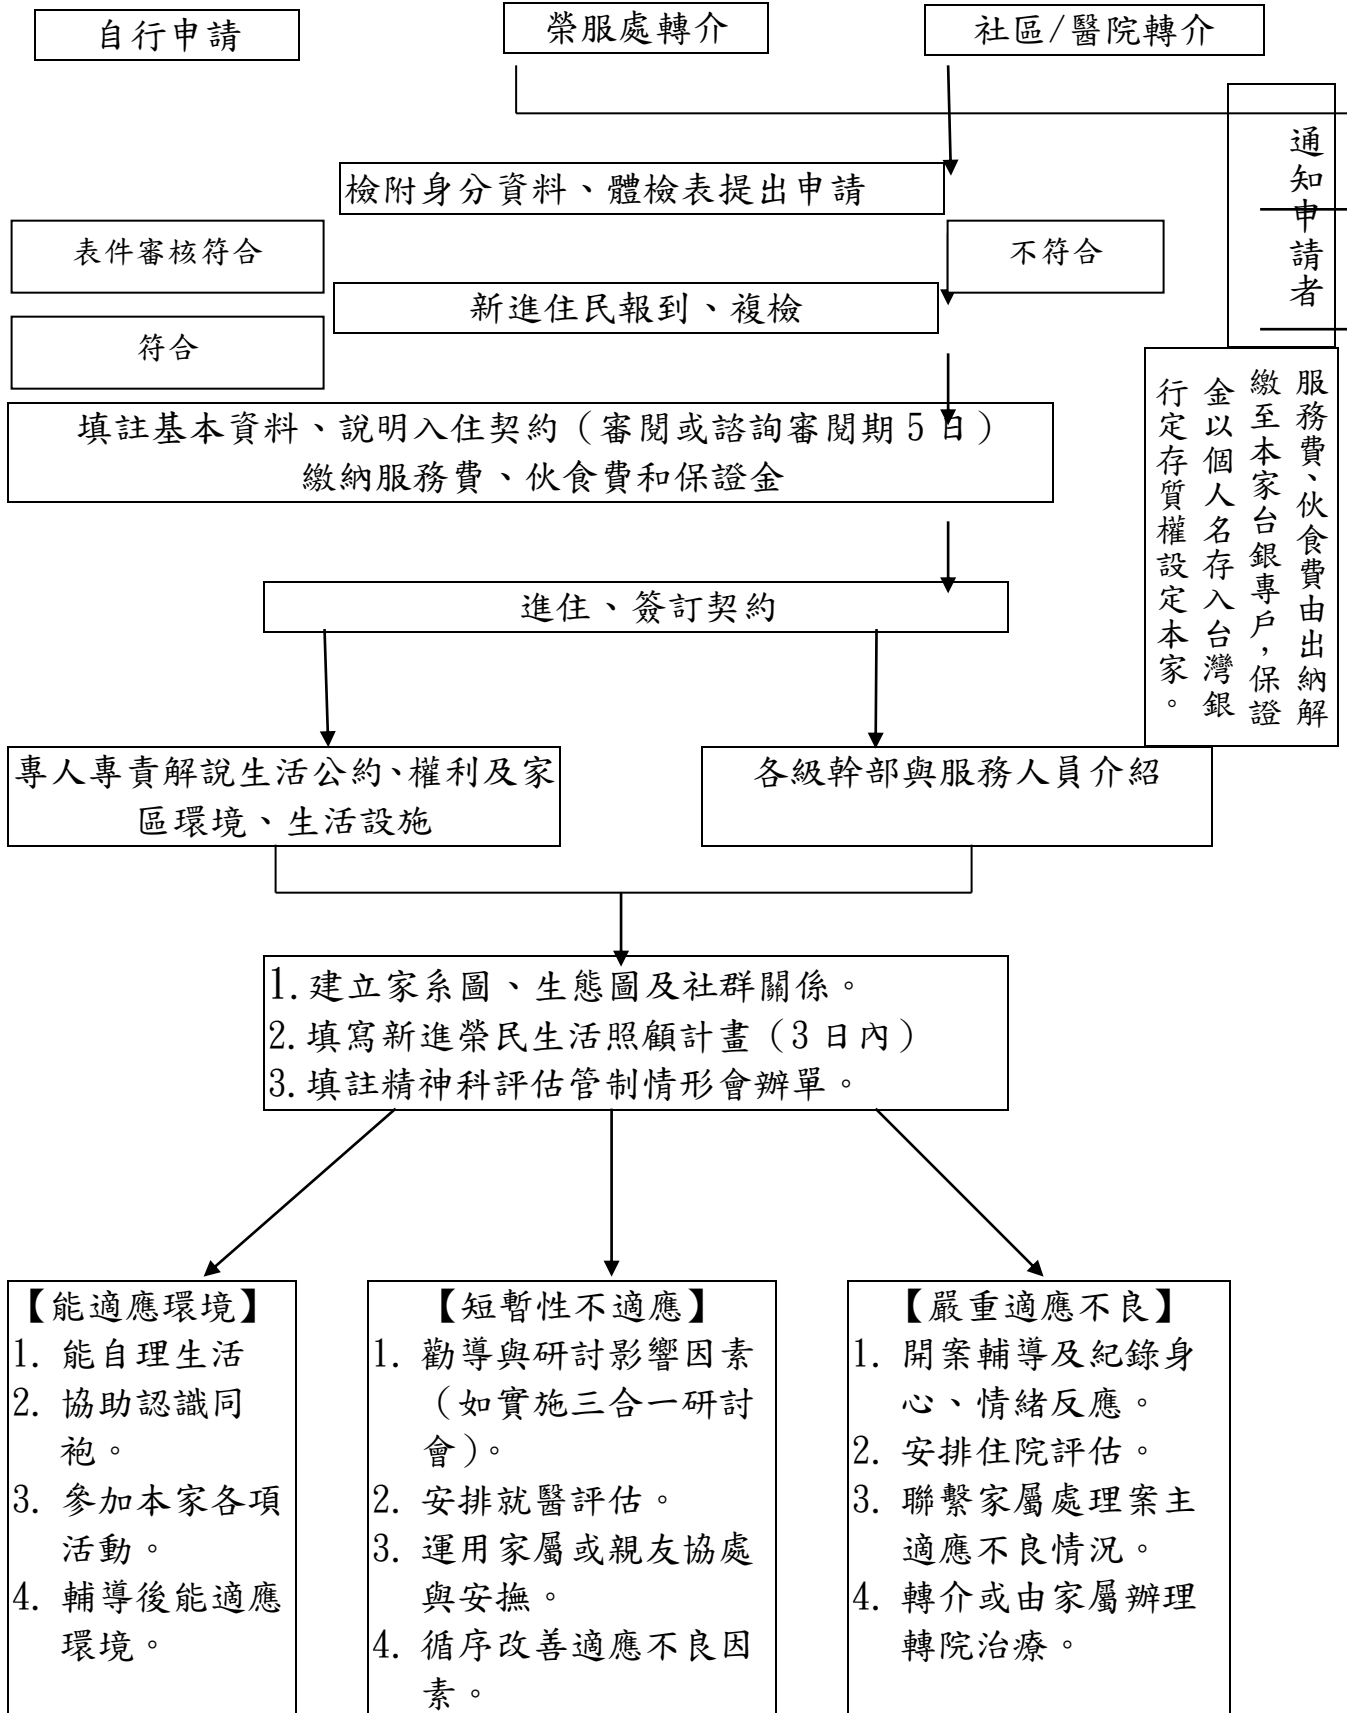 自行申請
榮服處轉介
社區/醫院轉介
通知申請者
檢附身分資料、體檢表提出申請
表件審核符合
不符合
新進住民報到、複檢
符合
填註基本資料、說明入住契約（審閱或諮詢審閱期5日）
繳納服務費、伙食費和保證金
服務費、伙食費由出納解
繳至本家台銀專戶，保證
金以個人名存入台灣銀
行定存質權設定本家。
進住、簽訂契約
專人專責解說生活公約、權利及家
區環境、生活設施
各級幹部與服務人員介紹
1.建立家系圖、生態圖及社群關係。
2.填寫新進榮民生活照顧計畫（3日內）
3.填註精神科評估管制情形會辦單。
【能適應環境】
1. 能自理生活
2. 協助認識同
袍。
3. 參加本家各項
活動。
4. 輔導後能適應
環境。
【短暫性不適應】
1. 勸導與研討影響因素
（如實施三合一研討
會）。
2. 安排就醫評估。
3. 運用家屬或親友協處
與安撫。
4. 循序改善適應不良因
素。
【嚴重適應不良】
1. 開案輔導及紀錄身
心、情緒反應。
2. 安排住院評估。
3. 聯繫家屬處理案主
適應不良情況。
4. 轉介或由家屬辦理
轉院治療。